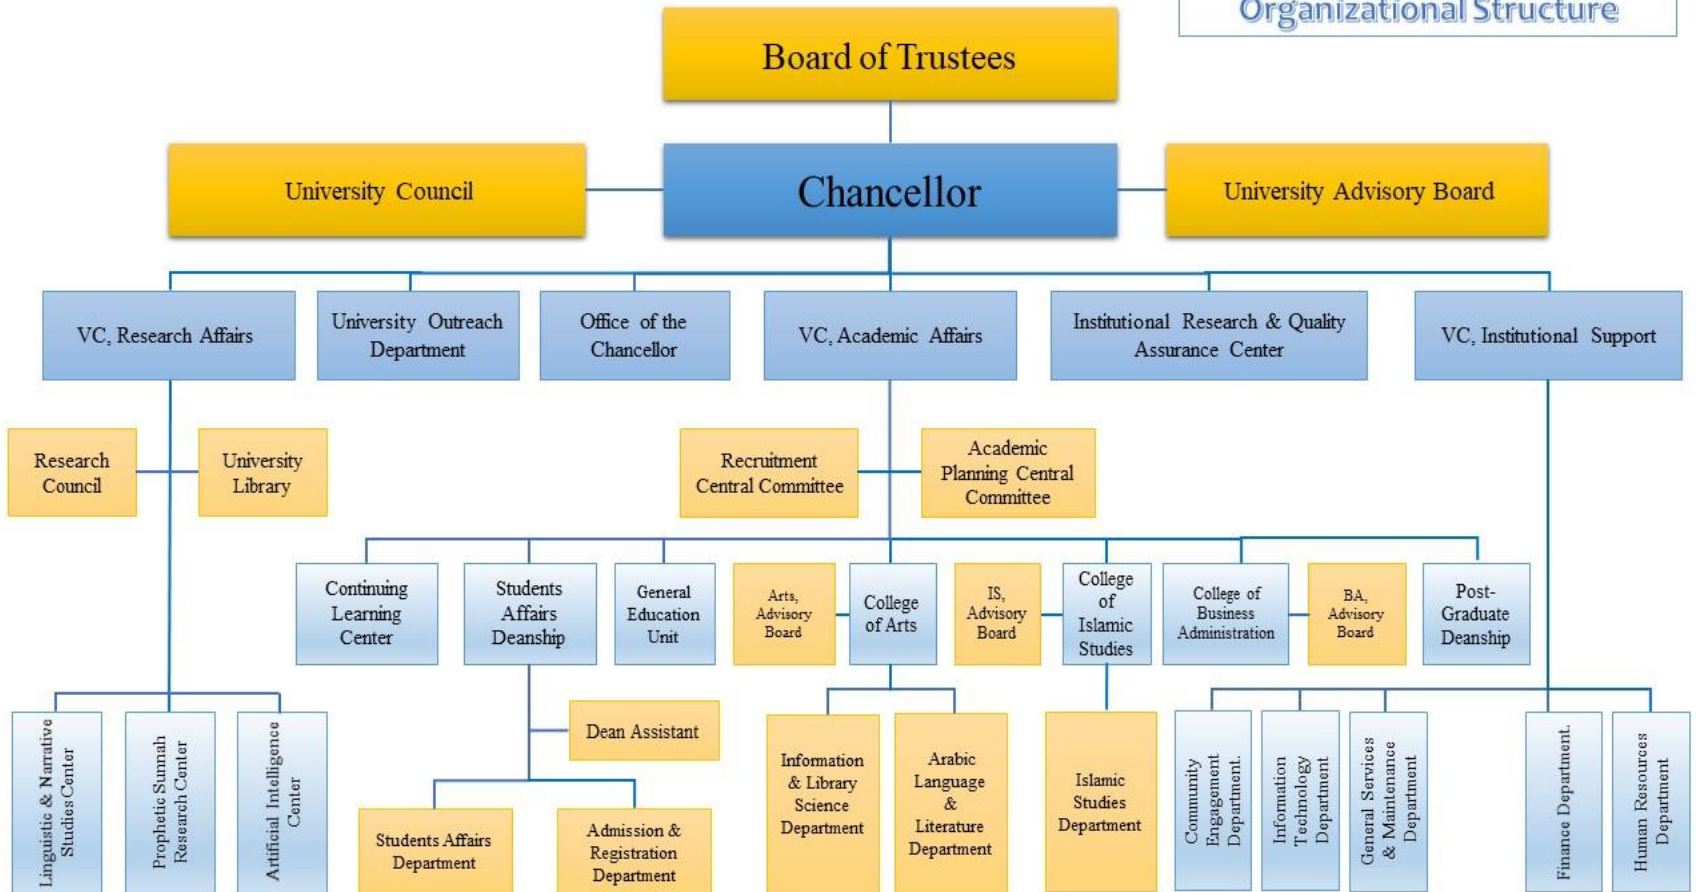 Organizational Structure
Board of Trustees
University Council
Chancellor
University Advisory Board
VC, Research Affairs
University Outreach
Department
Office of the
Chancellor
VC, Academic Affairs
Institutional Research & Quality
Assurance Center
VC, Institutional Support
Research
Council
University
Library
Recruitment
Central Committee
Academic
Planning Central
Committee
Continuing
Learning
Center
Students
Affairs
Deanship
General
Education
Unit
Arts,
Advisory
Board
College
of Arts
IS,
Advisory
Board
College
of
Islamic
Studies
College of
Business
Administration
BA,
Advisory
Board
Post-
Graduate
Deanship
Linguistic & Narrative
Studies Center
Prophetic Sunnah
Research Center
Artificial Intelligence
Center
Dean Assistant
Students Affairs
Department
Admission &
Registration
Department
Information
& Library
Science
Department
Arabic
Language
&
Literature
Department
Islamic
Studies
Department
Community
Engagement
Department.
Information
Technology
Department
General Services
& Maintenance
Department
Finance Department.
Human Resources
Department